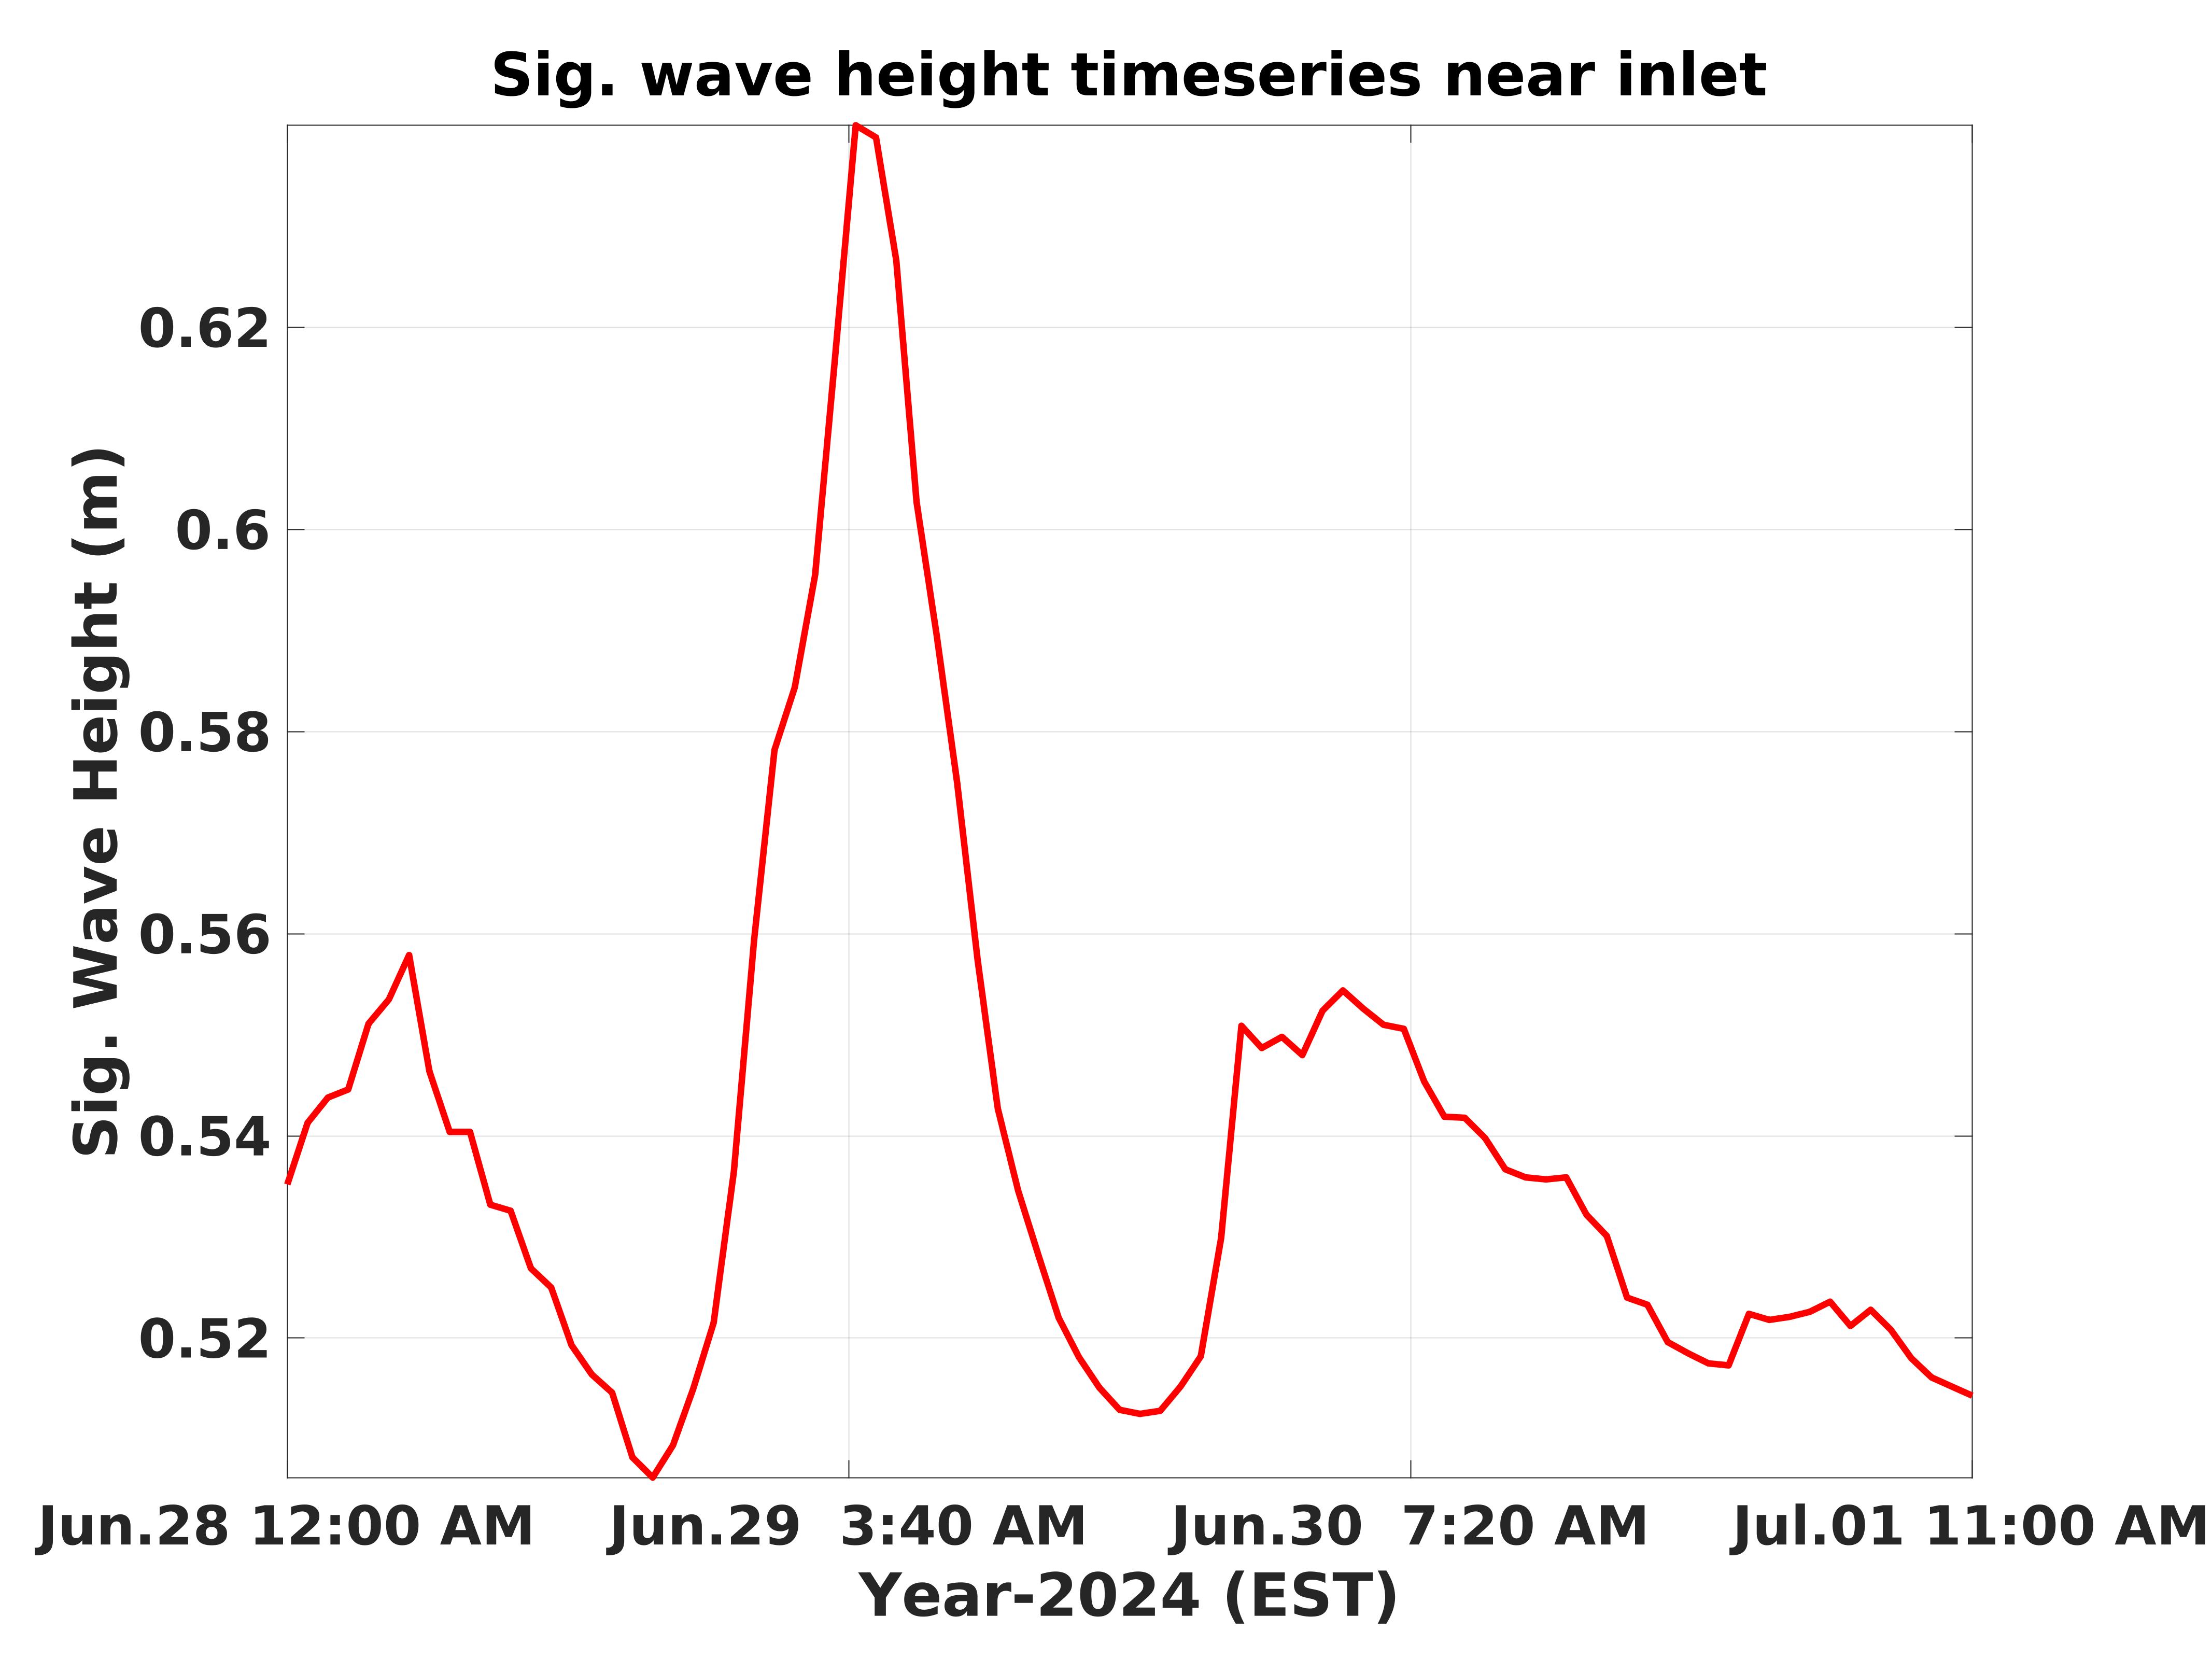 Sig. wave height timeseries near inlet
Sig. Wave Height (m)
0.62
0.6
0.58
0.56
0.54
0.52
Jun.28 12:00 AM
Jun.29  3:40 AM
Jun.30  7:20 AM
Jul.01 11:00 AM
Year-2024 (EST)